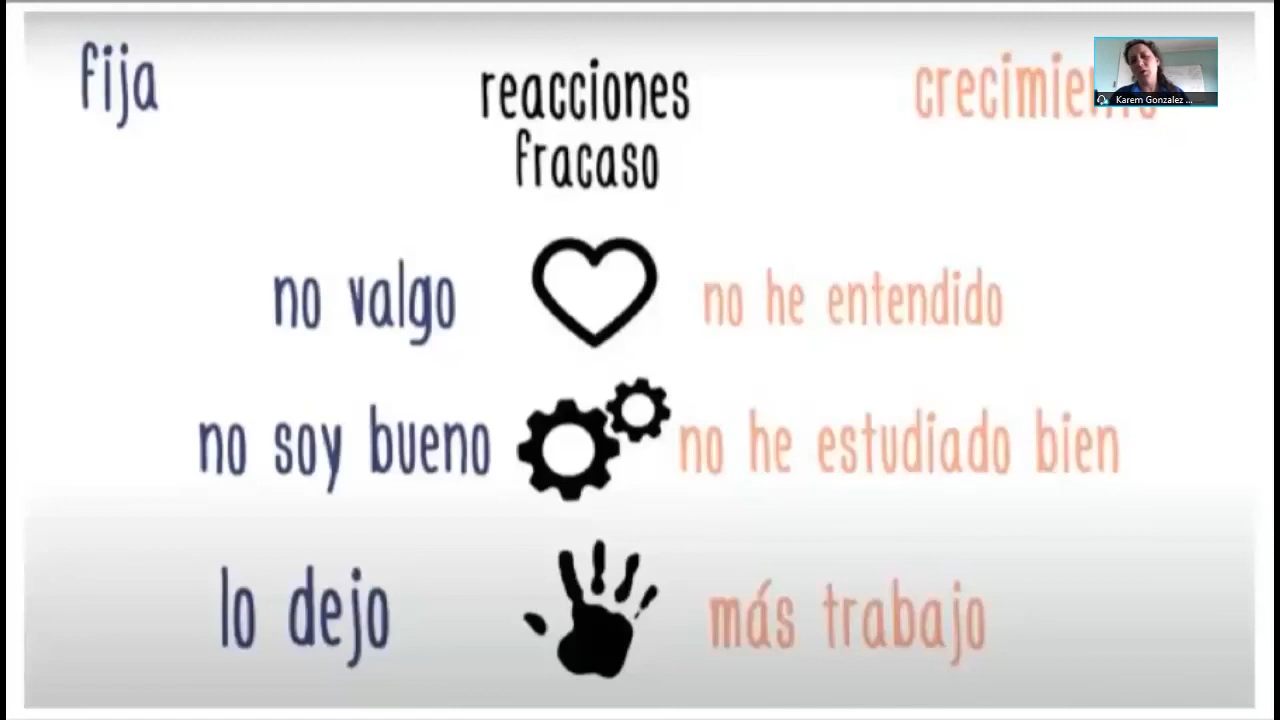 fija
reacciones
fracaso
Karem Gonzalez ...
no valgo
no he entendido
no soy bueno
no he estudiado bien
lo dejo
más trabajo